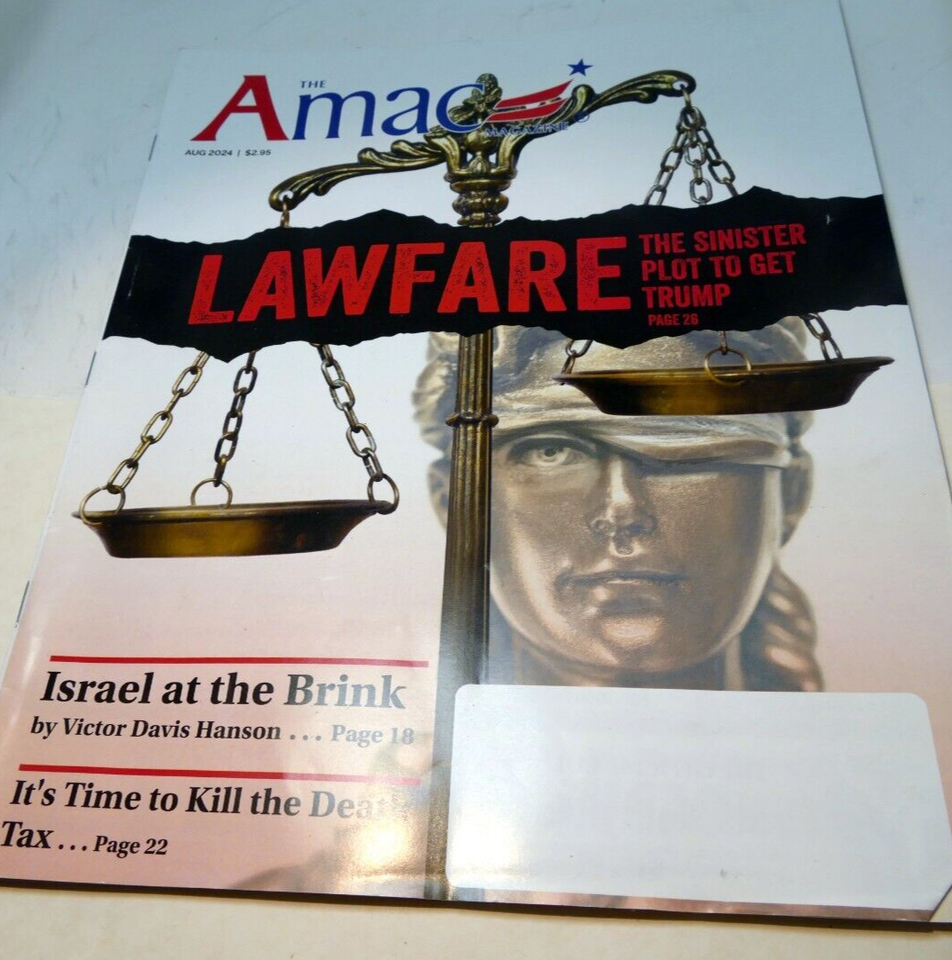 THE
Amac
MAGAZINE
AUG 2024 | $2.95
LAWFARE
THE SINISTER
PLOT TO GET
TRUMP
PAGE 26
Israel at the Brink
by Victor Davis Hanson . . . Page 18
It's Time to Kill the Death
Tax . . . Page 22